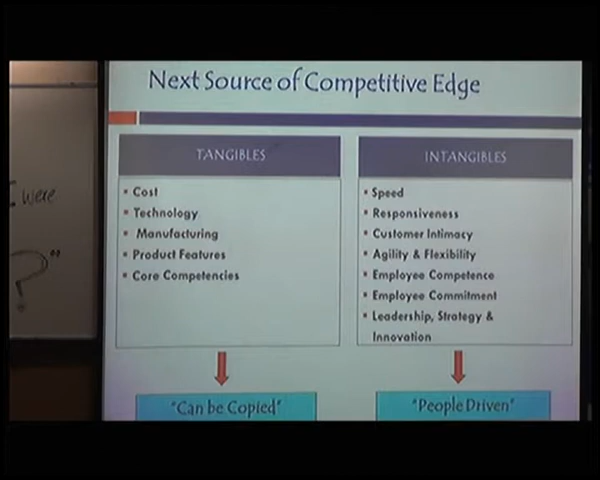 Next Source of Competitive Edge
TANGIBLES
Cost
Technology
Manufacturing
Product Features
Core Competencies
"Can be Copied"
INTANGIBLES
Speed
Responsiveness
Customer Intimacy
Agility & Flexibility
Employee Competence
Employee Commitment
Leadership, Strategy &
Innovation
"People Driven"
were
?"